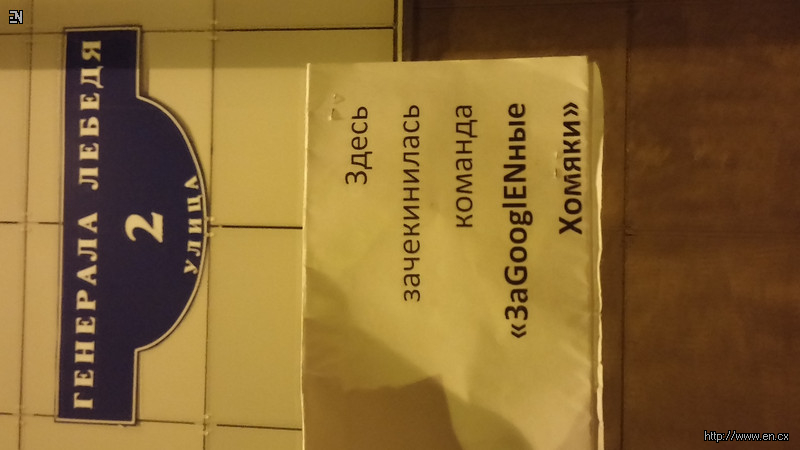 EN
ГЕНЕРАЛА ЛЕБЕДЯ
2
УЛИЦА
Здесь
зачекинилась
команда
«ЗаGooglENные
Хомяки»
http://www.en.cx